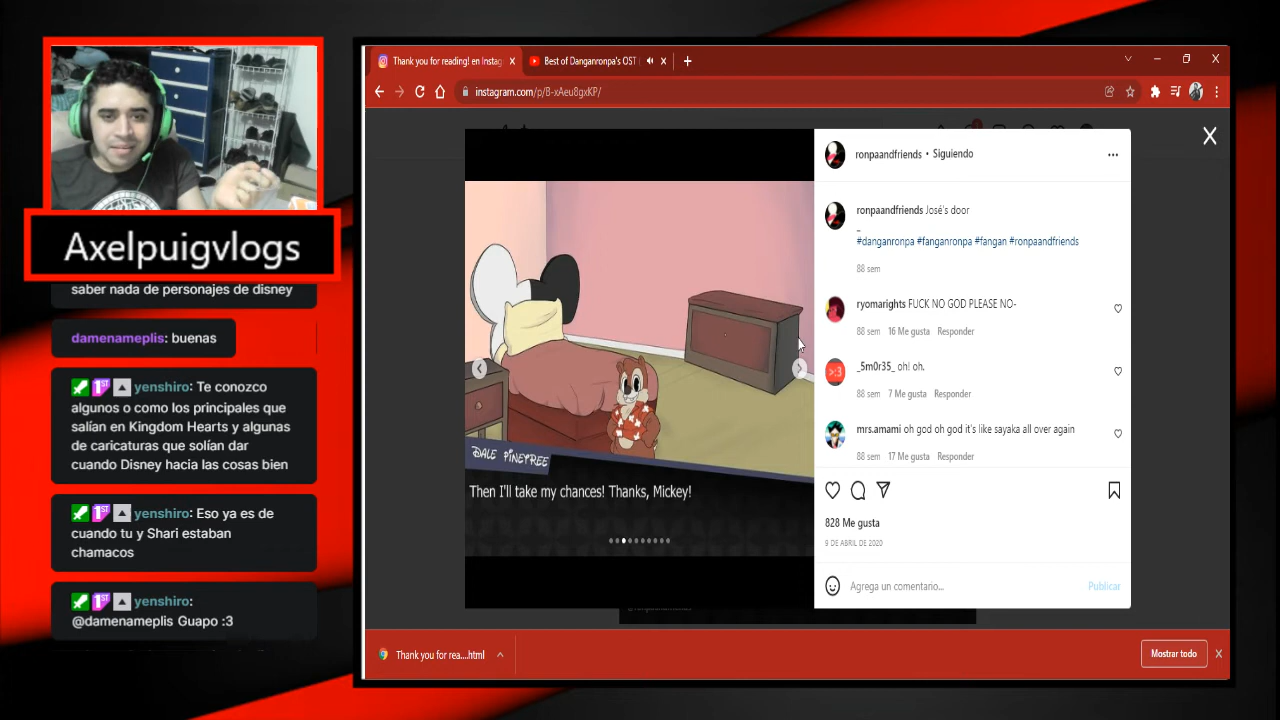 Axelpuigvlogs
saber nada de personajes de disney
damenameplis: buenas
yenshiro: Te conozco
algunos o como los principales que
salían en Kingdom Hearts y algunas
de caricaturas que solían dar
cuando Disney hacia las cosas bien
yenshiro: Eso ya es de
cuando tu y Shari estaban
chamacos
yenshiro:
@damenameplis Guapo :3
Thank you for reading! en Instag
Best of Danganronpa's OST
instagram.com/p/B-xAeu8gxKP/
DALE PINETREE
Then I'll take my chances! Thanks, Mickey!
ronpaandfriends • Siguiendo
ronpaandfriends José's door
_
#danganronpa #fanganronpa #fangan #ronpaandfriends
88 sem
ryomarights FUCK NO GOD PLEASE NO-
88 sem 16 Me gusta Responder
_5m0r35_ oh! oh.
88 sem 7 Me gusta Responder
mrs.amami oh god oh god it's like sayaka all over again
88 sem 17 Me gusta Responder
828 Me gusta
9 DE ABRIL DE 2020
Agrega un comentario... Publicar
Thank you for rea....html
Mostrar todo